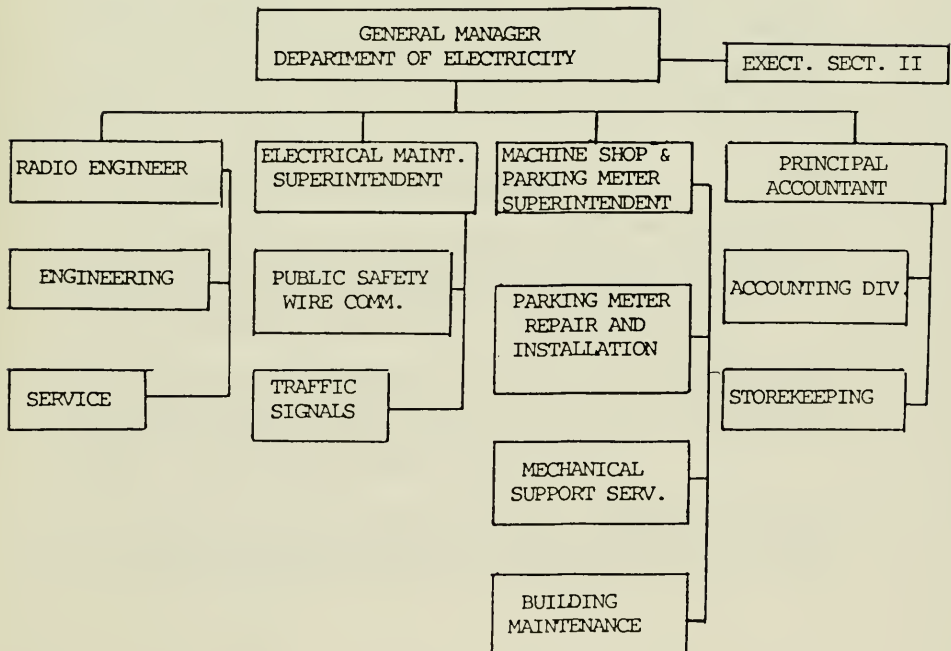 GENERAL MANAGER
DEPARTMENT OF ELECTRICITY
EXECT. SECT. II
RADIO ENGINEER
ELECTRICAL MAINT.
SUPERINTENDENT
MACHINE SHOP &
PARKING METER
SUPERINTENDENT
PRINCIPAL
ACCOUNTANT
ENGINEERING
SERVICE
PUBLIC SAFETY
WIRE COMM.
TRAFFIC
SIGNALS
PARKING METER
REPAIR AND
INSTALLATION
MECHANICAL
SUPPORT SERV.
BUILDING
MAINTENANCE
ACCOUNTING DIV.
STOREKEEPING